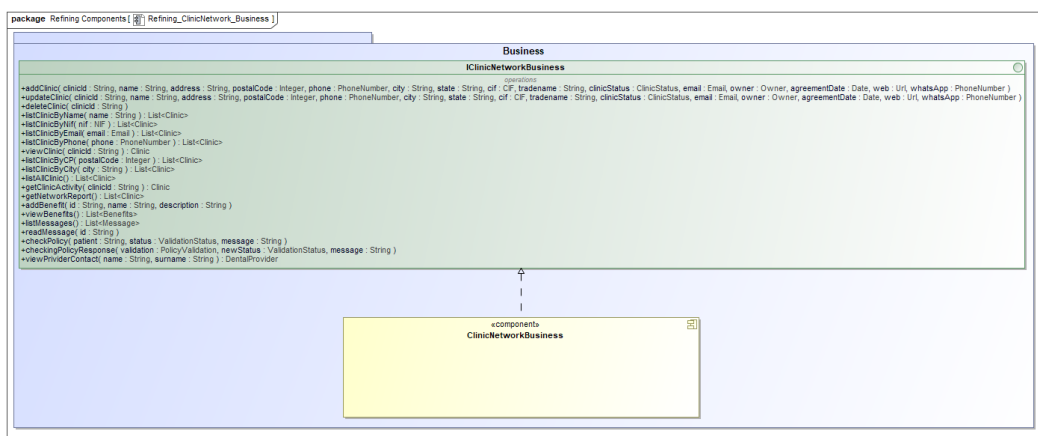 package Refining Components [ Refining_ClinicNetwork_Business ]
Business
IClinicNetworkBusiness
operations
+addClinic( clinicId : String, name : String, address : String, postalCode : Integer, phone : PhoneNumber, city : String, state : String, cif : CIF, tradename : String, clinicStatus : ClinicStatus, email : Email, owner : Owner, agreementDate : Date, web : Url, whatsApp : PhoneNumber )
+updateClinic( clinicId : String, name : String, address : String, postalCode : Integer, phone : PhoneNumber, city : String, state : String, cif : CIF, tradename : String, clinicStatus : ClinicStatus, email : Email, owner : Owner, agreementDate : Date, web : Url, whatsApp : PhoneNumber )
+deleteClinic( clinicId : String )
+listClinicByName( name : String ) : List<Clinic>
+listClinicByNif( nif : NIF ) : List<Clinic>
+listClinicByEmail( email : Email ) : List<Clinic>
+listClinicByPhone( phone : PhoneNumber ) : List<Clinic>
+viewClinic( clinicId : String ) : Clinic
+listClinicByCP( postalCode : Integer ) : List<Clinic>
+listClinicByCity( city : String ) : List<Clinic>
+listAllClinic() : List<Clinic>
+getClinicActivity( clinicId : String ) : Clinic
+getNetworkReport() : List<Clinic>
+addBenefit( id : String, name : String, description : String )
+viewBenefits() : List<Benefits>
+listMessages() : List<Message>
+readMessage( id : String )
+checkPolicy( patient : String, status : ValidationStatus, message : String )
+checkingPolicyResponse( validation : PolicyValidation, newStatus : ValidationStatus, message : String )
+viewPrividerContact( name : String, surname : String ) : DentalProvider
«component»
ClinicNetworkBusiness